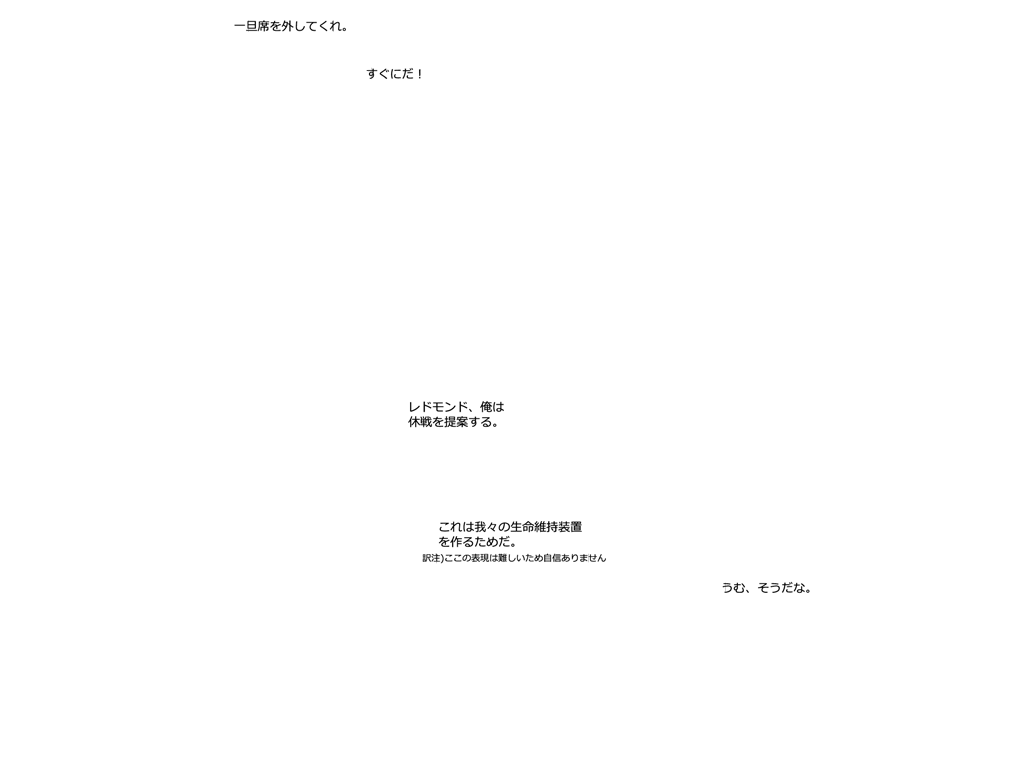 一旦席を外してくれ。
すぐにだ！
レドモンド、俺は
休戦を提案する。
これは我々の生命維持装置
を作るためだ。
訳注)ここの表現は難しいため自信ありません
うむ、そうだな。